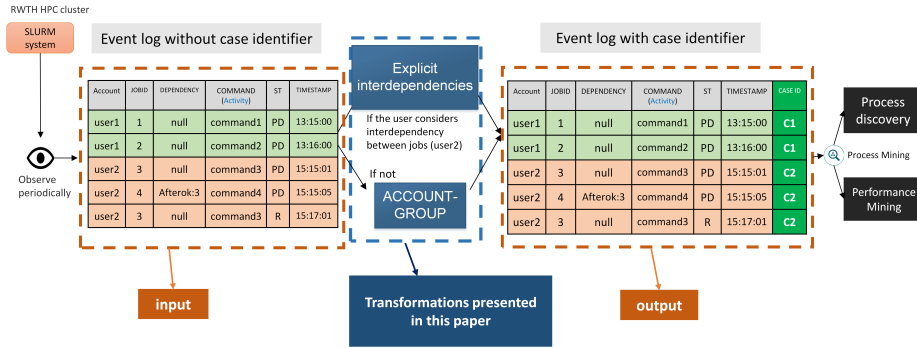 RWTH HPC cluster
SLURM
system
Observe
periodically
Event log without case identifier
Account JOBID DEPENDENCY COMMAND (Activity) ST TIMESTAMP
user1 1 null command1 PD 13:15:00
user1 2 null command2 PD 13:16:00
user2 3 null command3 PD 15:15:01
user2 4 Afterok:3 command4 PD 15:15:05
user2 3 null command3 R 15:17:01
input
Explicit
interdependencies
If the user considers
interdependency
between jobs (user2)
If not
ACCOUNT-
GROUP
Transformations presented
in this paper
Event log with case identifier
Account JOBID DEPENDENCY COMMAND (Activity) ST TIMESTAMP CASE ID
user1 1 null command1 PD 13:15:00 C1
user1 2 null command2 PD 13:16:00 C1
user2 3 null command3 PD 15:15:01 C2
user2 4 Afterok:3 command4 PD 15:15:05 C2
user2 3 null command3 R 15:17:01 C2
output
Process
discovery
Process Mining
Performance
Mining